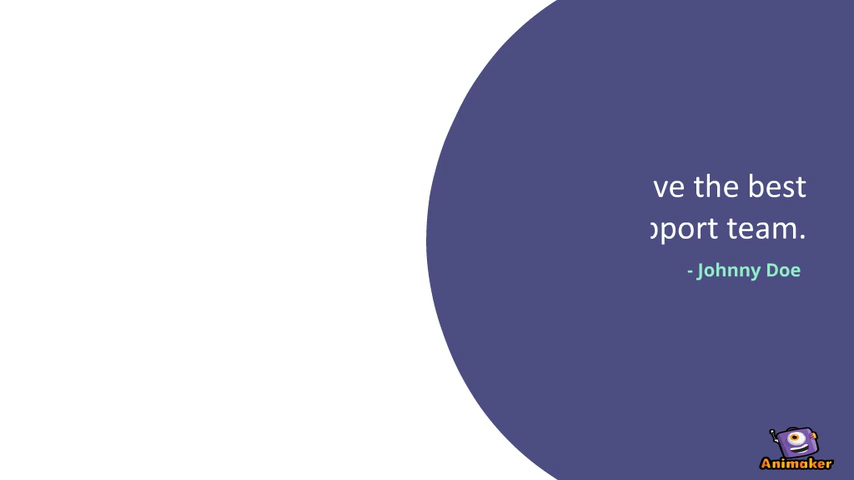 ve the best
pport team.
- Johnny Doe
Animaker